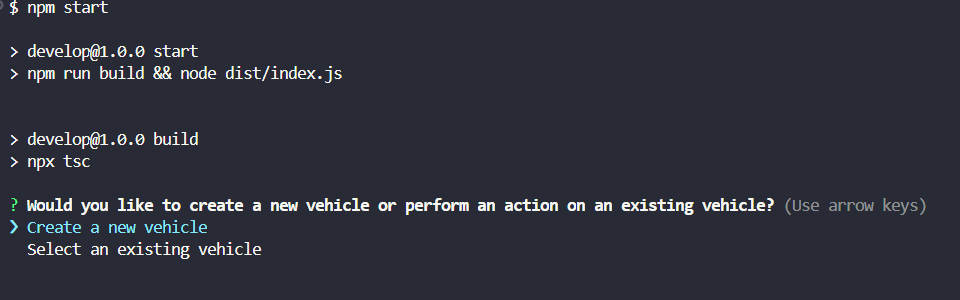 $ npm start
> develop@1.0.0 start
> npm run build && node dist/index.js
> develop@1.0.0 build
> npx tsc
? Would you like to create a new vehicle or perform an action on an existing vehicle? (Use arrow keys)
❯ Create a new vehicle
Select an existing vehicle